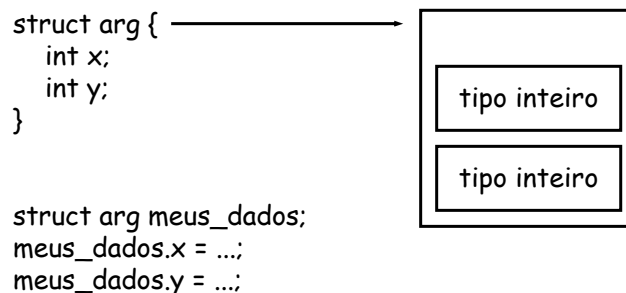 struct arg {
int x;
int y;
}
tipo inteiro
tipo inteiro
struct arg meus_dados;
meus_dados.x = ...;
meus_dados.y = ...;